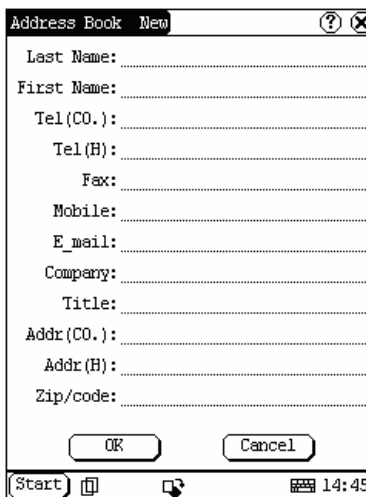 Address Book New ?
Last Name:
First Name:
Tel(CO.):
Tel(H):
Fax:
Mobile:
E_mail:
Company:
Title:
Addr(CO.):
Addr(H):
Zip/code:
OK Cancel
Start 14:45